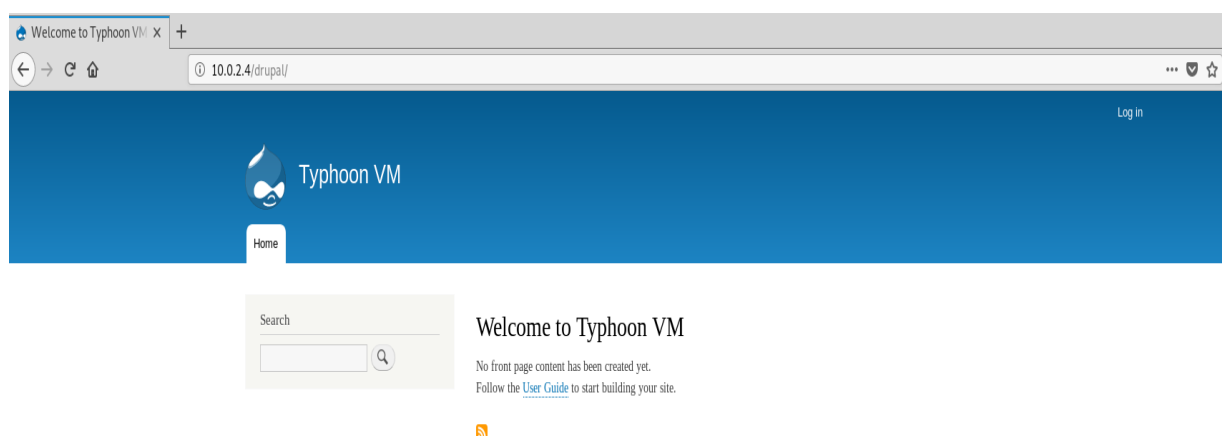 Welcome to Typhoon VM
10.0.2.4/drupal/
Log in
Typhoon VM
Home
Search
Welcome to Typhoon VM
No front page content has been created yet.
Follow the User Guide to start building your site.